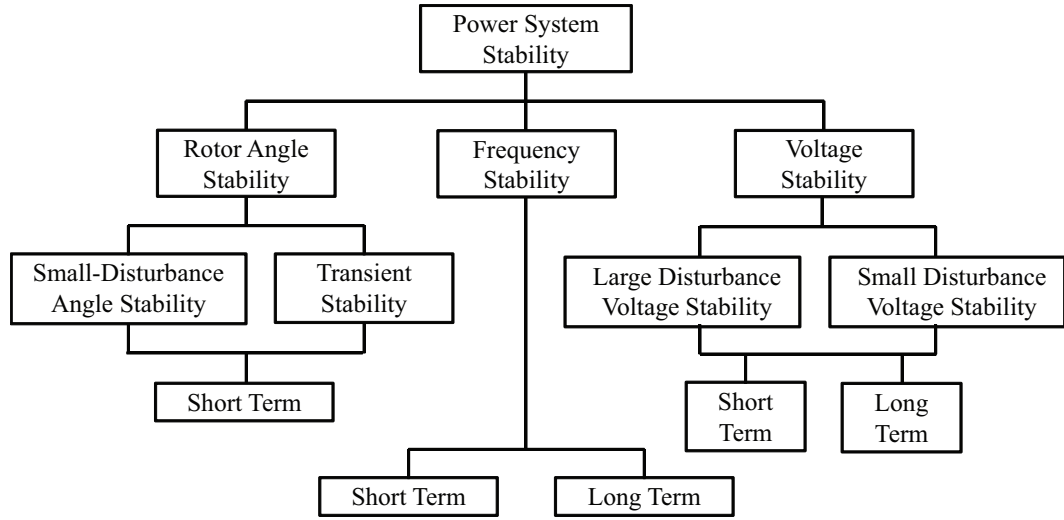 Power System
Stability
Rotor Angle
Stability
Frequency
Stability
Voltage
Stability
Small-Disturbance
Angle Stability
Transient
Stability
Large Disturbance
Voltage Stability
Small Disturbance
Voltage Stability
Short Term
Short
Term
Long
Term
Short Term
Long Term